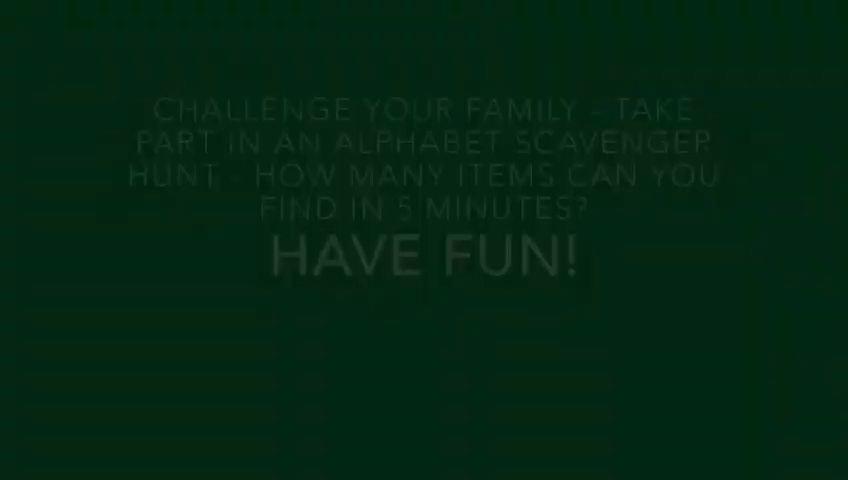 CHALLENGE YOUR FAMILY - TAKE
PART IN AN ALPHABET SCAVENGER
HUNT - HOW MANY ITEMS CAN YOU
FIND IN 5 MINUTES?
HAVE FUN!